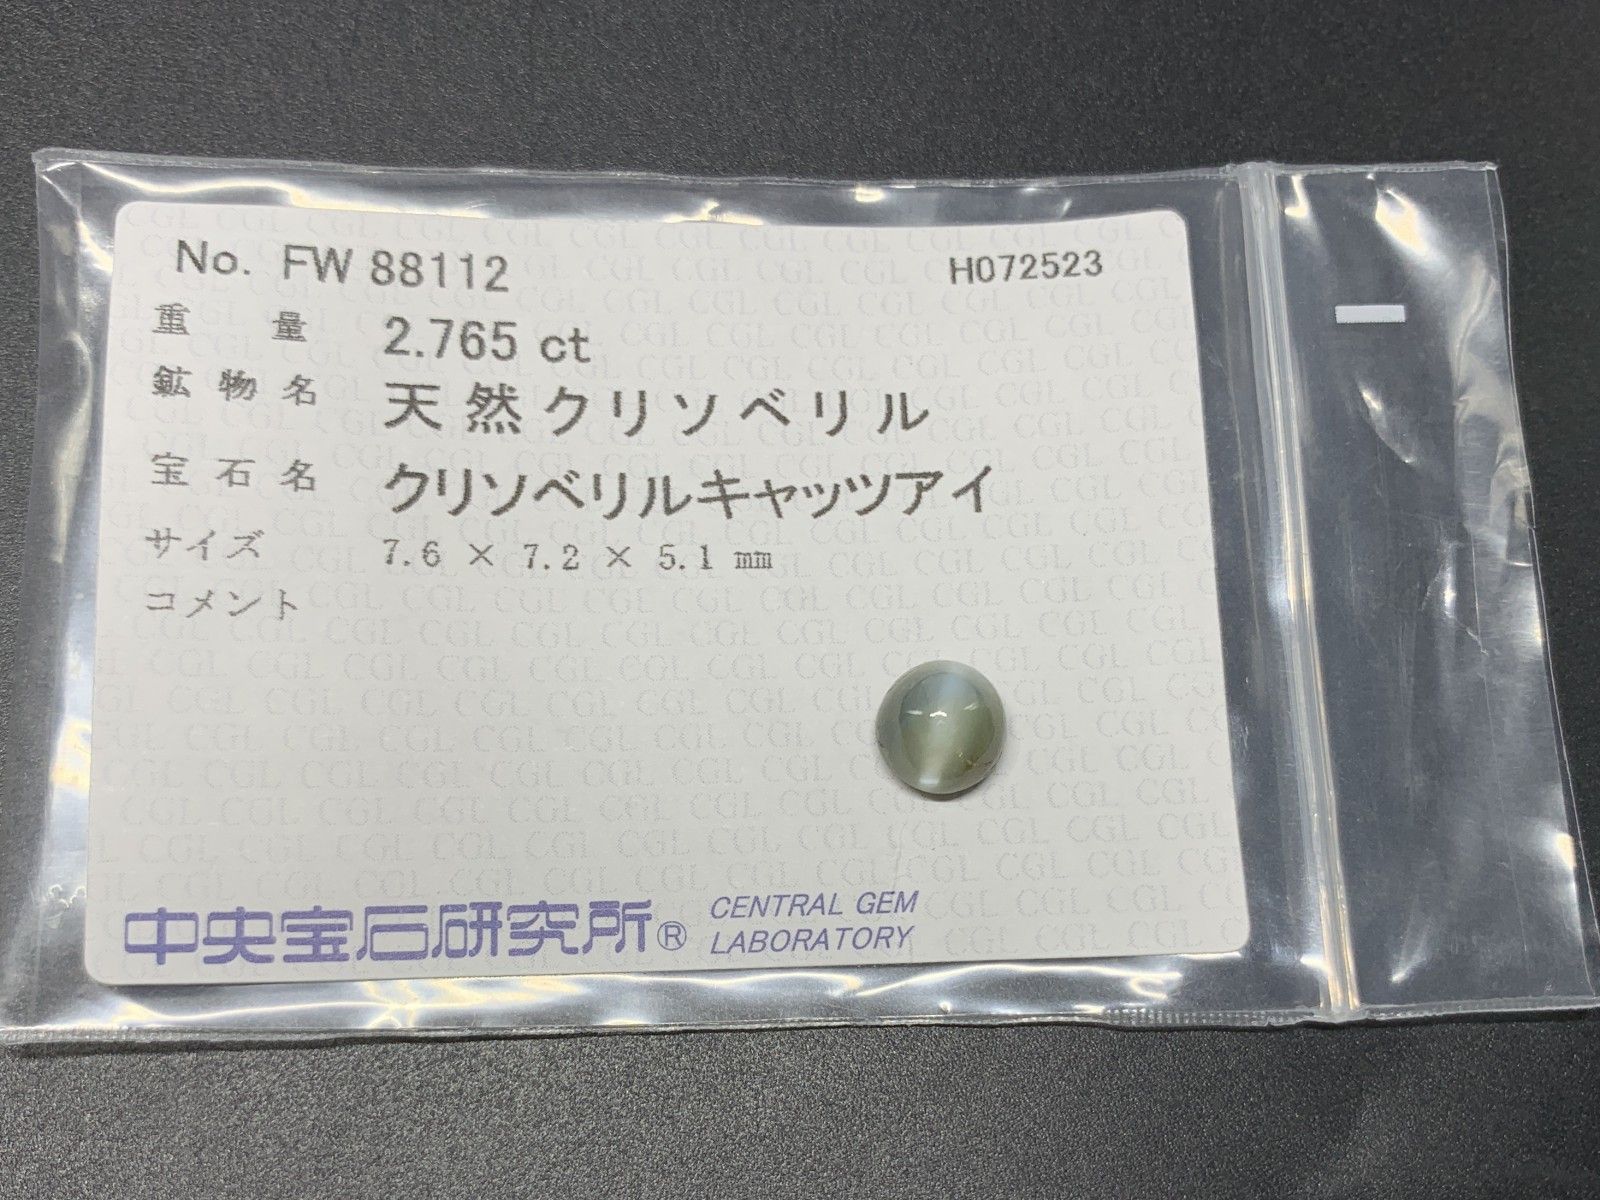 No. FW 88112 H072523
重量 2.765 ct
鉱物名 天然クリソベリル
宝石名 クリソベリルキャッツアイ
サイズ 7.6 × 7.2 × 5.1 mm
コメント
中央宝石研究所® CENTRAL GEM
LABORATORY